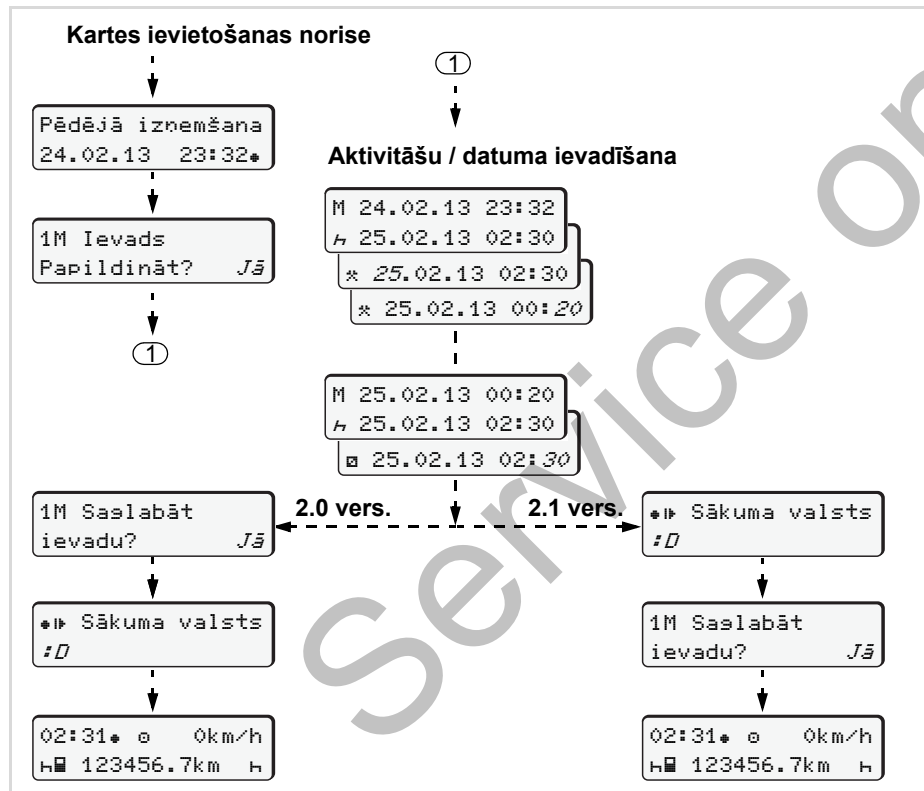 Kartes ievietošanas norise
Pēdējā izņemšana
24.02.13 23:32
1M Ievads
Papildināt? Jā
1
1
Aktivitāšu / datuma ievadīšana
M 24.02.13 23:32
25.02.13 02:30
25.02.13 02:30
25.02.13 00:20
M 25.02.13 00:20
25.02.13 02:30
25.02.13 02:30
2.0 vers.
2.1 vers.
1M Saglabāt
ievadu? Jā
Sākuma valsts
:D
02:31 0km/h
123456.7km
Sākuma valsts
:D
1M Saglabāt
ievadu? Jā
02:31 0km/h
123456.7km